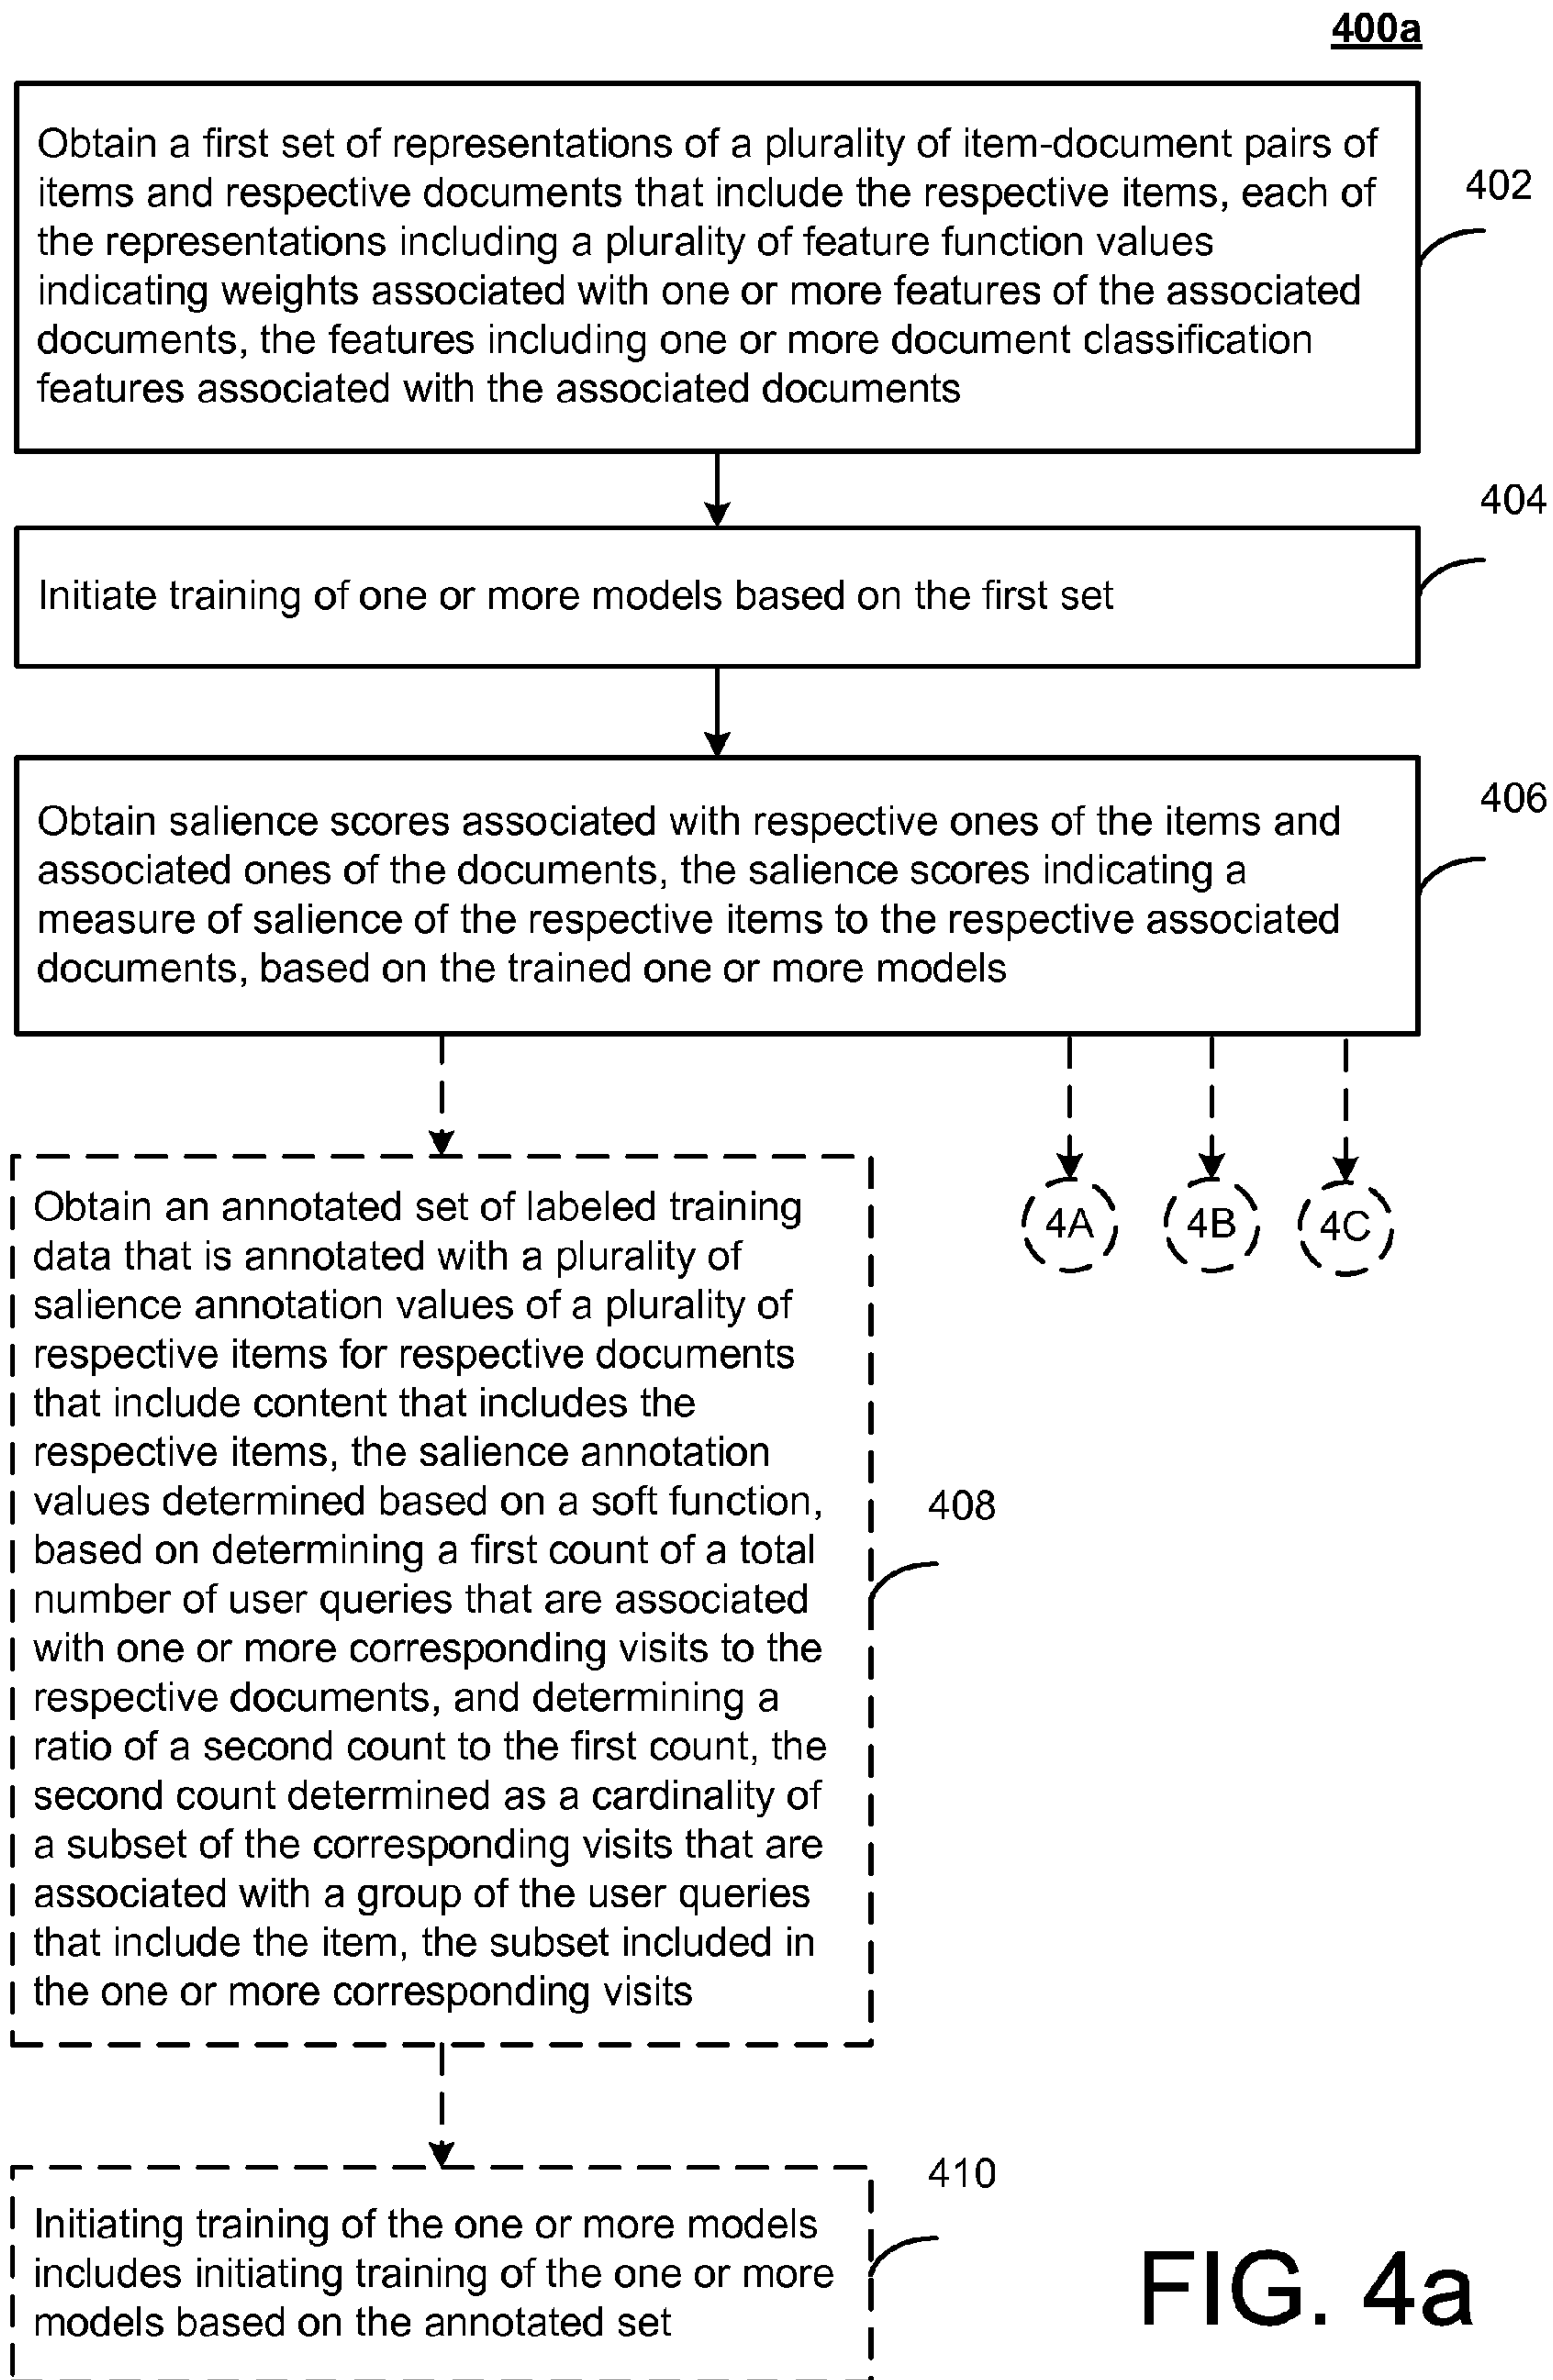 400a
Obtain a first set of representations of a plurality of item-document pairs of
items and respective documents that include the respective items, each of
the representations including a plurality of feature function values
indicating weights associated with one or more features of the associated
documents, the features including one or more document classification
features associated with the associated documents
402
404
Initiate training of one or more models based on the first set
406
Obtain salience scores associated with respective ones of the items and
associated ones of the documents, the salience scores indicating a
measure of salience of the respective items to the respective associated
documents, based on the trained one or more models
4A
4B
4C
Obtain an annotated set of labeled training
data that is annotated with a plurality of
salience annotation values of a plurality of
respective items for respective documents
that include content that includes the
respective items, the salience annotation
values determined based on a soft function,
based on determining a first count of a total
number of user queries that are associated
with one or more corresponding visits to the
respective documents, and determining a
ratio of a second count to the first count, the
second count determined as a cardinality of
a subset of the corresponding visits that are
associated with a group of the user queries
that include the item, the subset included in
the one or more corresponding visits
408
410
Initiating training of the one or more models
includes initiating training of the one or more
models based on the annotated set
FIG. 4a